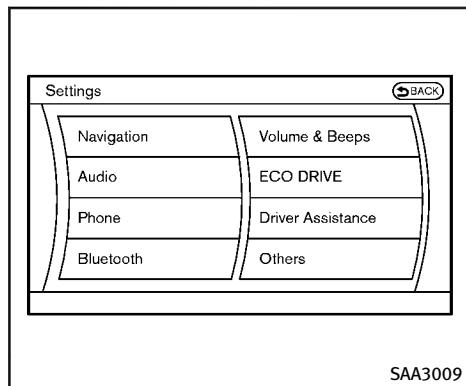 Settings
BACK
Navigation
Volume & Beeps
Audio
ECO DRIVE
Phone
Driver Assistance
Bluetooth
Others
SAA3009